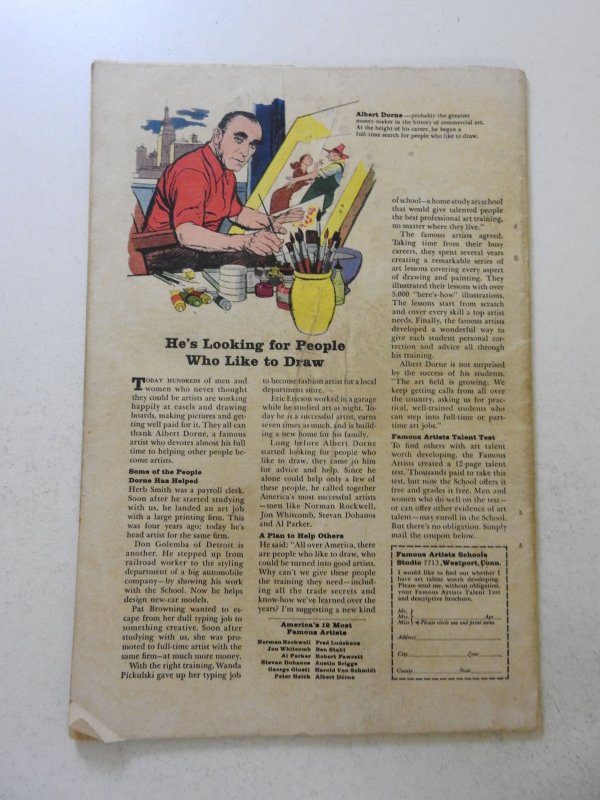 Albert Dorne—probably the greatest
money-maker in the history of commercial art.
At the height of his career, he began a
full-time search for people who like to draw.
He's Looking for People
Who Like to Draw
TODAY HUNDREDS of men and
women who never thought
they could be artists are working
happily at easels and drawing
boards, making pictures and get-
ting well paid for it. They all can
thank Albert Dorne, a famous
artist who devotes almost his full
time to helping other people be-
come artists.
Some of the People
Dorne Has Helped
Herb Smith was a payroll clerk.
Soon after he started studying
with us, he landed an art job
with a large printing firm. This
was four years ago; today he's
head artist for the same firm.
Don Golemba of Detroit is
another. He stepped up from
railroad worker to the styling
department of a big automobile
company—by showing his work
with the School. Now he helps
design new-car models.
Pat Browning wanted to es-
cape from her dull typing job to
something creative. Soon after
studying with us, she was pro-
moted to full-time artist with the
same firm—at much more money.
With the right training, Wanda
Pickulski gave up her typing job
to become fashion artist for a local
department store.
Eric Ericson worked in a garage
while he studied art at night. To-
day he is a successful artist, earns
seven times as much, and is build-
ing a new home for his family.
Long before Albert Dorne
started looking for people who
like to draw, they came to him
for advice and help. Since he
alone could help only a few of
these people, he called together
America's most successful artists
—men like Norman Rockwell,
Jon Whitcomb, Stevan Dohanos
and Al Parker.
A Plan to Help Others
He said: "All over America, there
are people who like to draw, who
could be turned into good artists.
Why can't we give these people
the training they need—includ-
ing all the trade secrets and
know-how we've learned over the
years? I'm suggesting a new kind
America's 12 Most
Famous Artists
Norman Rockwell Fred Ludekens
Jon Whitcomb Ben Stahl
Al Parker Robert Fawcett
Stevan Dohanos Austin Briggs
George Giusti Harold Von Schmidt
Peter Helck Albert Dorne
of school—a home-study art school
that would give talented people
the best professional art training,
no matter where they live."
The famous artists agreed.
Taking time from their busy
careers, they spent several years
creating a remarkable series of
art lessons covering every aspect
of drawing and painting. They
illustrated their lessons with over
5,000 "here's-how" illustrations.
The lessons start from scratch
and cover every skill a top artist
needs. Finally, the famous artists
developed a wonderful way to
give each student personal cor-
rection and advice all through
his training.
Albert Dorne is not surprised
by the success of his students.
"The art field is growing. We
keep getting calls from all over
the country, asking us for prac-
tical, well-trained students who
can step into full-time or part-
time art jobs."
Famous Artists Talent Test
To find others with art talent
worth developing, the Famous
Artists created a 12-page talent
test. Thousands paid to take this
test, but now the School offers it
free and grades it free. Men and
women who do well on the test—
or can offer other evidence of art
talent—may enroll in the School.
But there's no obligation. Simply
mail the coupon below.
Famous Artists Schools
Studio 7713, Westport, Conn.
I would like to find out whether I
have art talent worth developing.
Please send me, without obligation,
your Famous Artists Talent Test
and descriptive brochure.
Mr.
Mrs. Age
Miss Please circle one and print name
Address
City Zone
County State